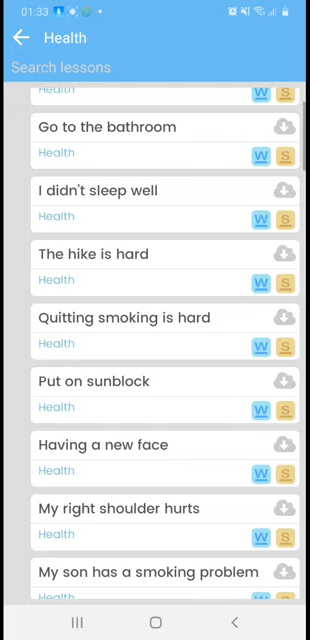 01:33
Health
Search lessons
Health
W S
Go to the bathroom
Health
W S
I didn't sleep well
Health
W S
The hike is hard
Health
W S
Quitting smoking is hard
Health
W S
Put on sunblock
Health
W S
Having a new face
Health
W S
My right shoulder hurts
Health
W S
My son has a smoking problem
Health
W S